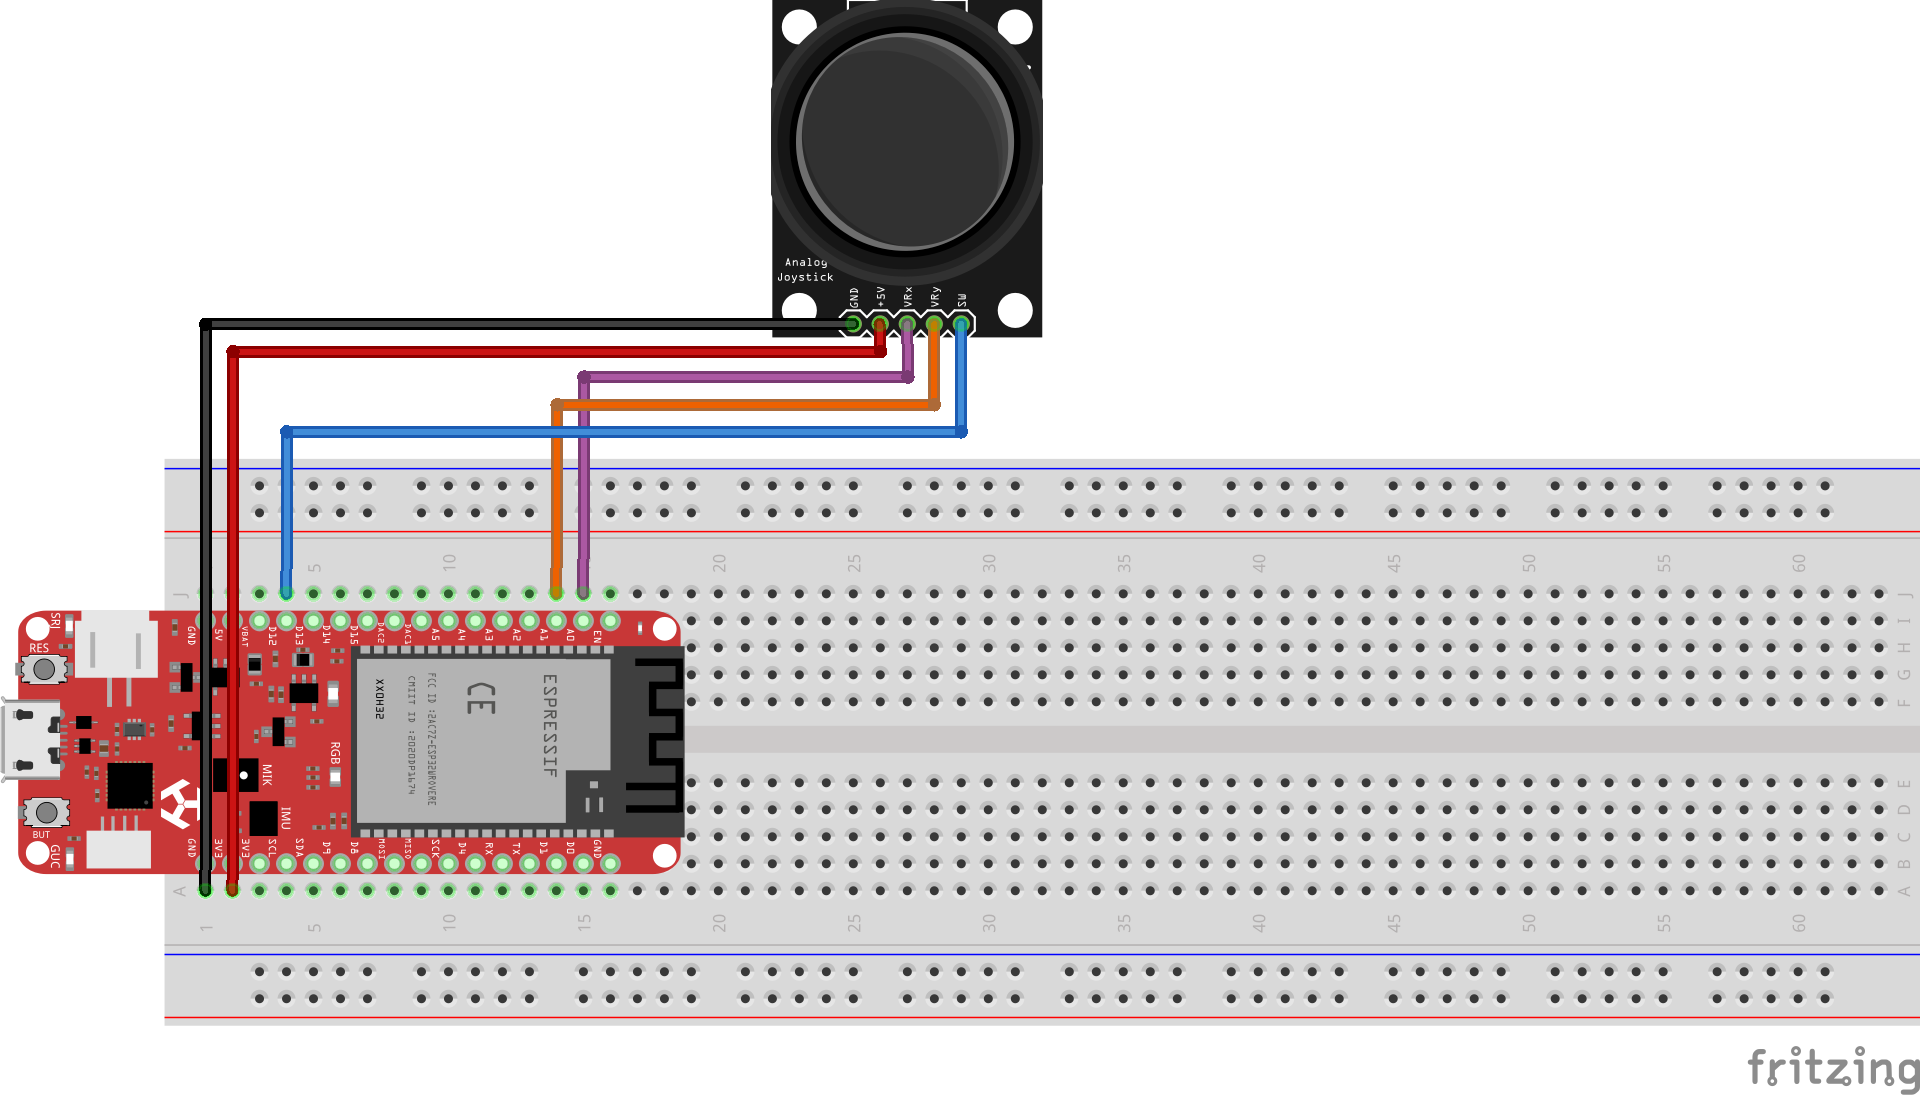 Analog
Joystick
GND
+5V
VRx
VRy
SW
5
10
20
25
30
35
40
45
50
55
60
J
J
I
H
G
F
E
D
C
B
A
A
SRJ
RES
GND
5V
VBAT
D12
D13
D14
D15
DAC2
DAC1
A5
A4
A3
A2
A1
A0
EN
XX0H32
CMIIT ID :2020DP1674
FCC ID :2AC7Z-ESP32WROVERE
CE
ESPRESSIF
RGB
MIK
IMU
BUT
GUC
GND
3V3
3V3
SCL
SDA
D9
D8
MOSI
MISO
SCK
D4
RX
TX
D1
D0
GND
1
5
10
15
20
25
30
35
40
45
50
55
60
fritzing